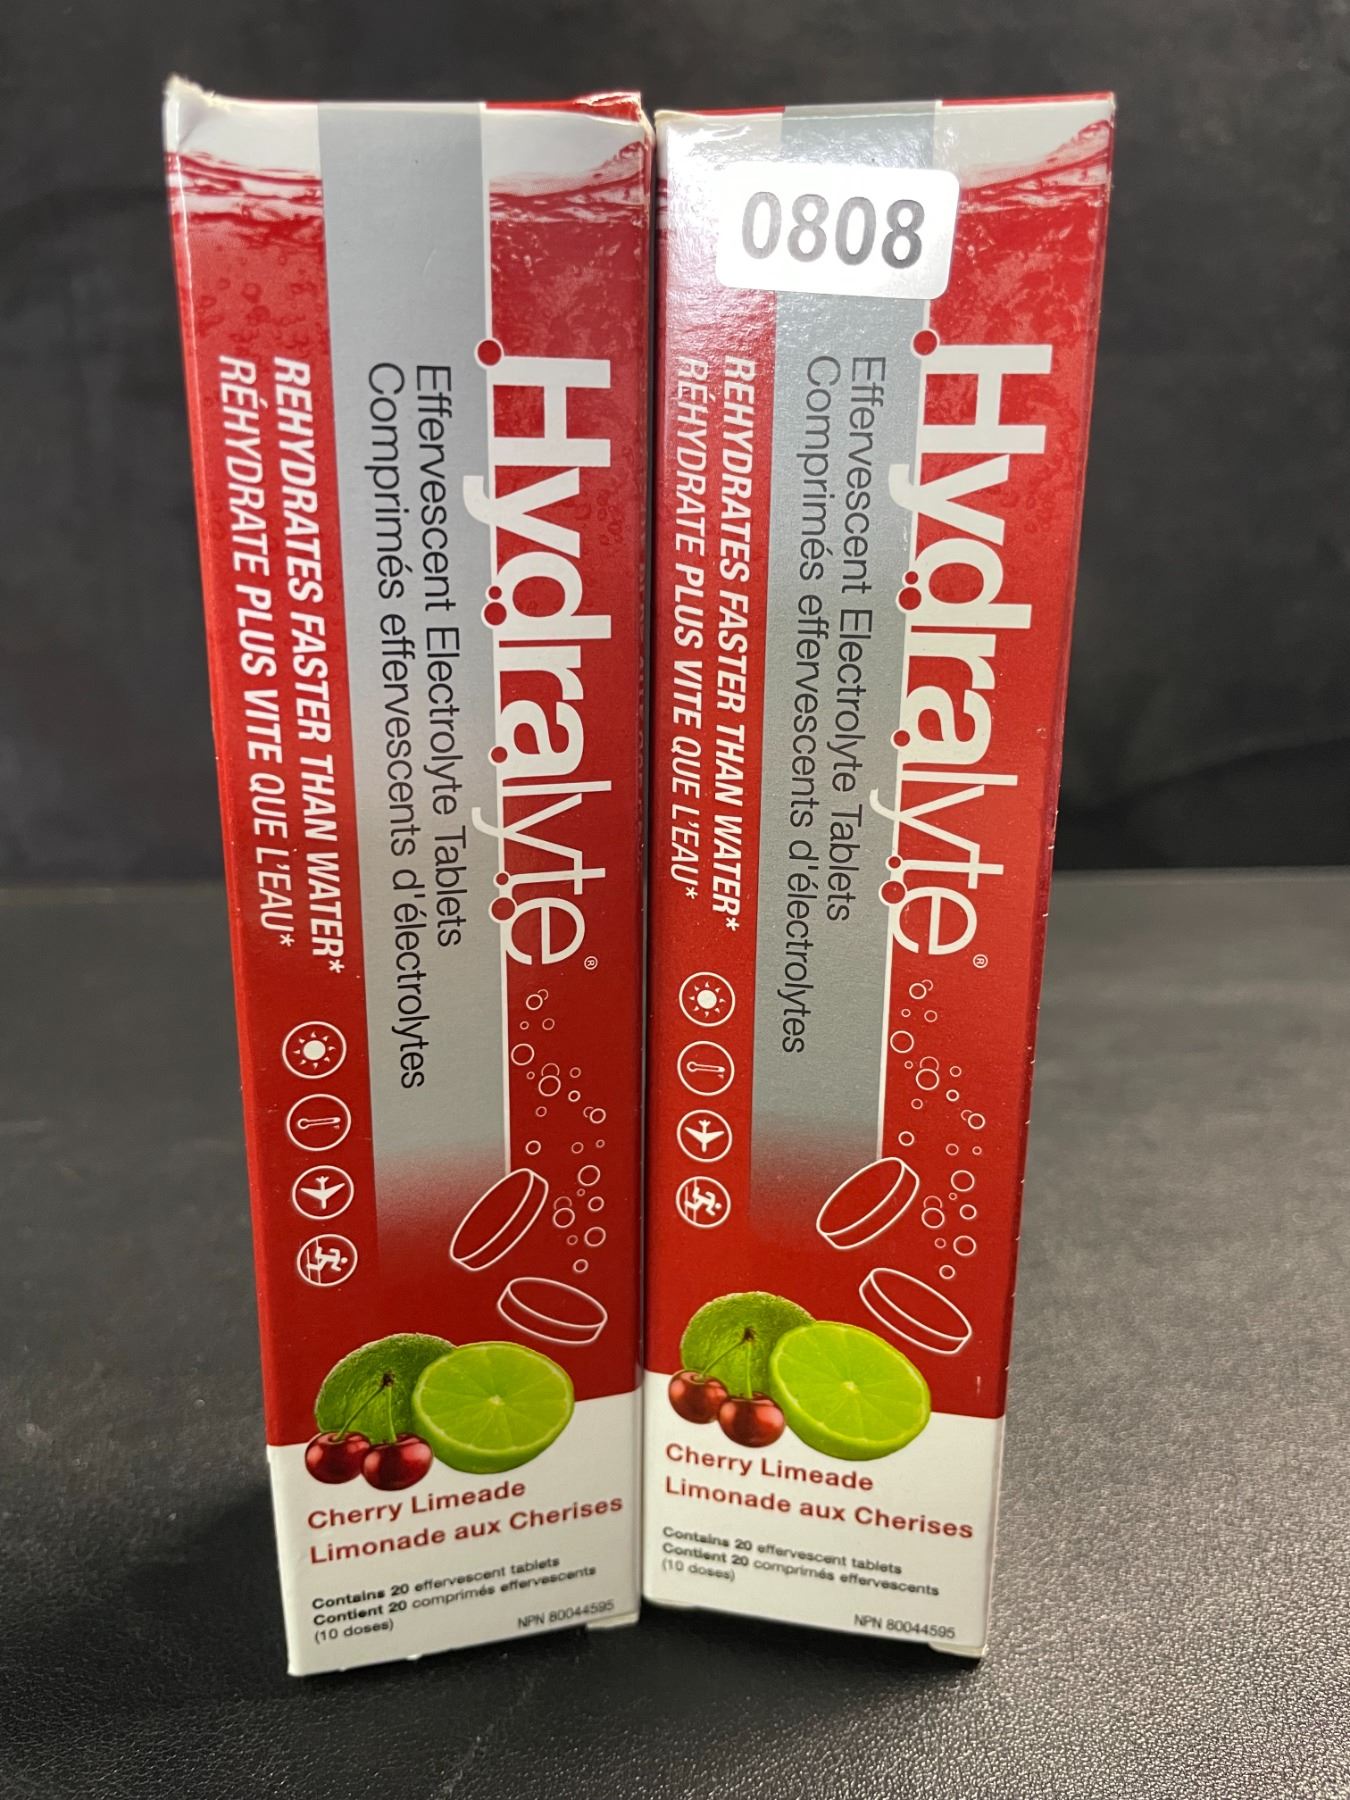 Hydralyte®
Effervescent Electrolyte Tablets
Comprimés effervescents d'électrolytes
REHYDRATES FASTER THAN WATER*
RÉHYDRATE PLUS VITE QUE L'EAU*
Cherry Limeade
Limonade aux Cherises
Contains 20 effervescent tablets
Contient 20 comprimés effervescents
(10 doses)
NPN 80044595
0808
Hydralyte®
Effervescent Electrolyte Tablets
Comprimés effervescents d'électrolytes
REHYDRATES FASTER THAN WATER*
RÉHYDRATE PLUS VITE QUE L'EAU*
Cherry Limeade
Limonade aux Cherises
Contains 20 effervescent tablets
Contient 20 comprimés effervescents
(10 doses)
NPN 80044595